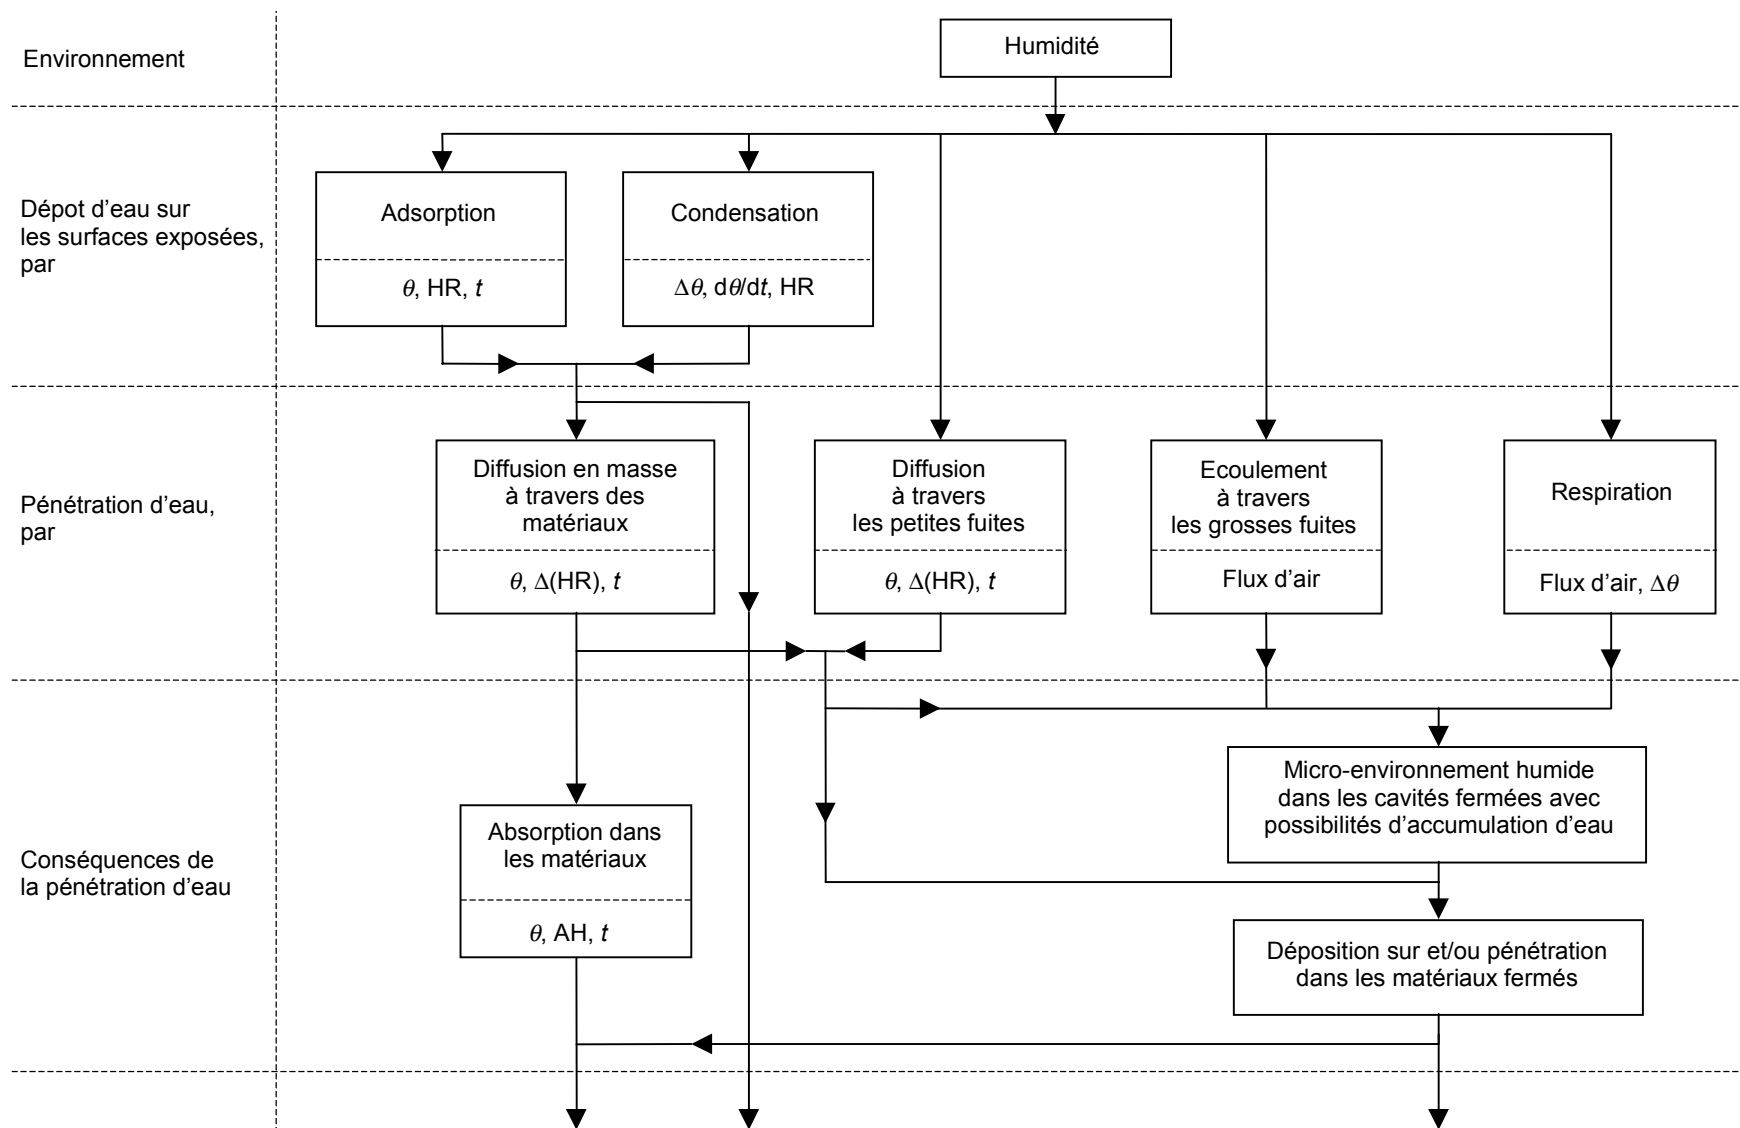 Environnement
Humidité
Dépot d'eau sur
les surfaces exposées,
par
Adsorption
θ, HR, t
Condensation
Δθ, dθ/dt, HR
Pénétration d'eau,
par
Diffusion en masse
à travers des
matériaux
θ, Δ(HR), t
Diffusion
à travers
les petites fuites
θ, Δ(HR), t
Ecoulement
à travers
les grosses fuites
Flux d'air
Respiration
Flux d'air, Δθ
Conséquences de
la pénétration d'eau
Absorption dans
les matériaux
θ, AH, t
Micro-environnement humide
dans les cavités fermées avec
possibilités d'accumulation d'eau
Déposition sur et/ou pénétration
dans les matériaux fermés